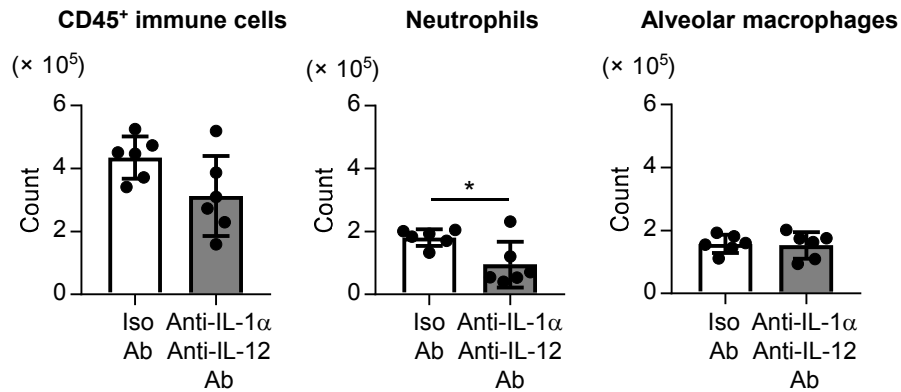 CD45⁺ immune cells
(× 10⁵)
Count
6
4
2
0
Iso
Ab
Anti-IL-1α
Anti-IL-12
Ab
Neutrophils
(× 10⁵)
Count
6
4
2
0
*
Iso
Ab
Anti-IL-1α
Anti-IL-12
Ab
Alveolar macrophages
(× 10⁵)
Count
6
4
2
0
Iso
Ab
Anti-IL-1α
Anti-IL-12
Ab